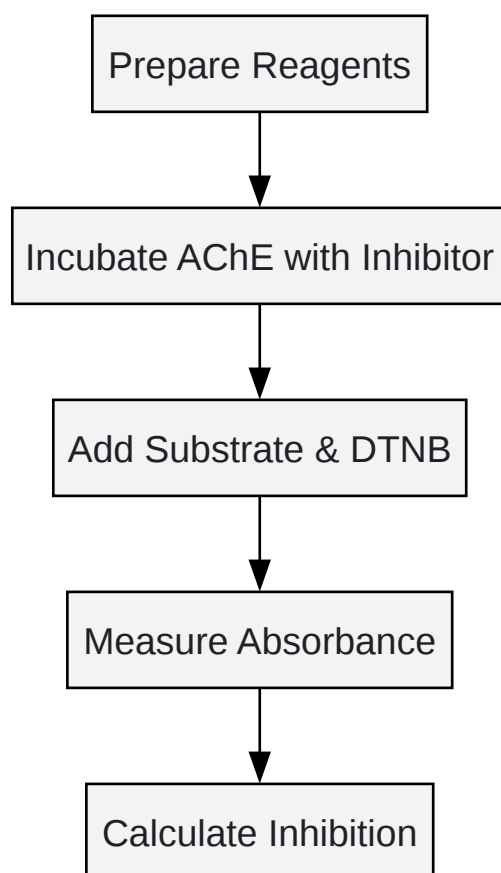 Prepare Reagents
Incubate AChE with Inhibitor
Add Substrate & DTNB
Measure Absorbance
Calculate Inhibition